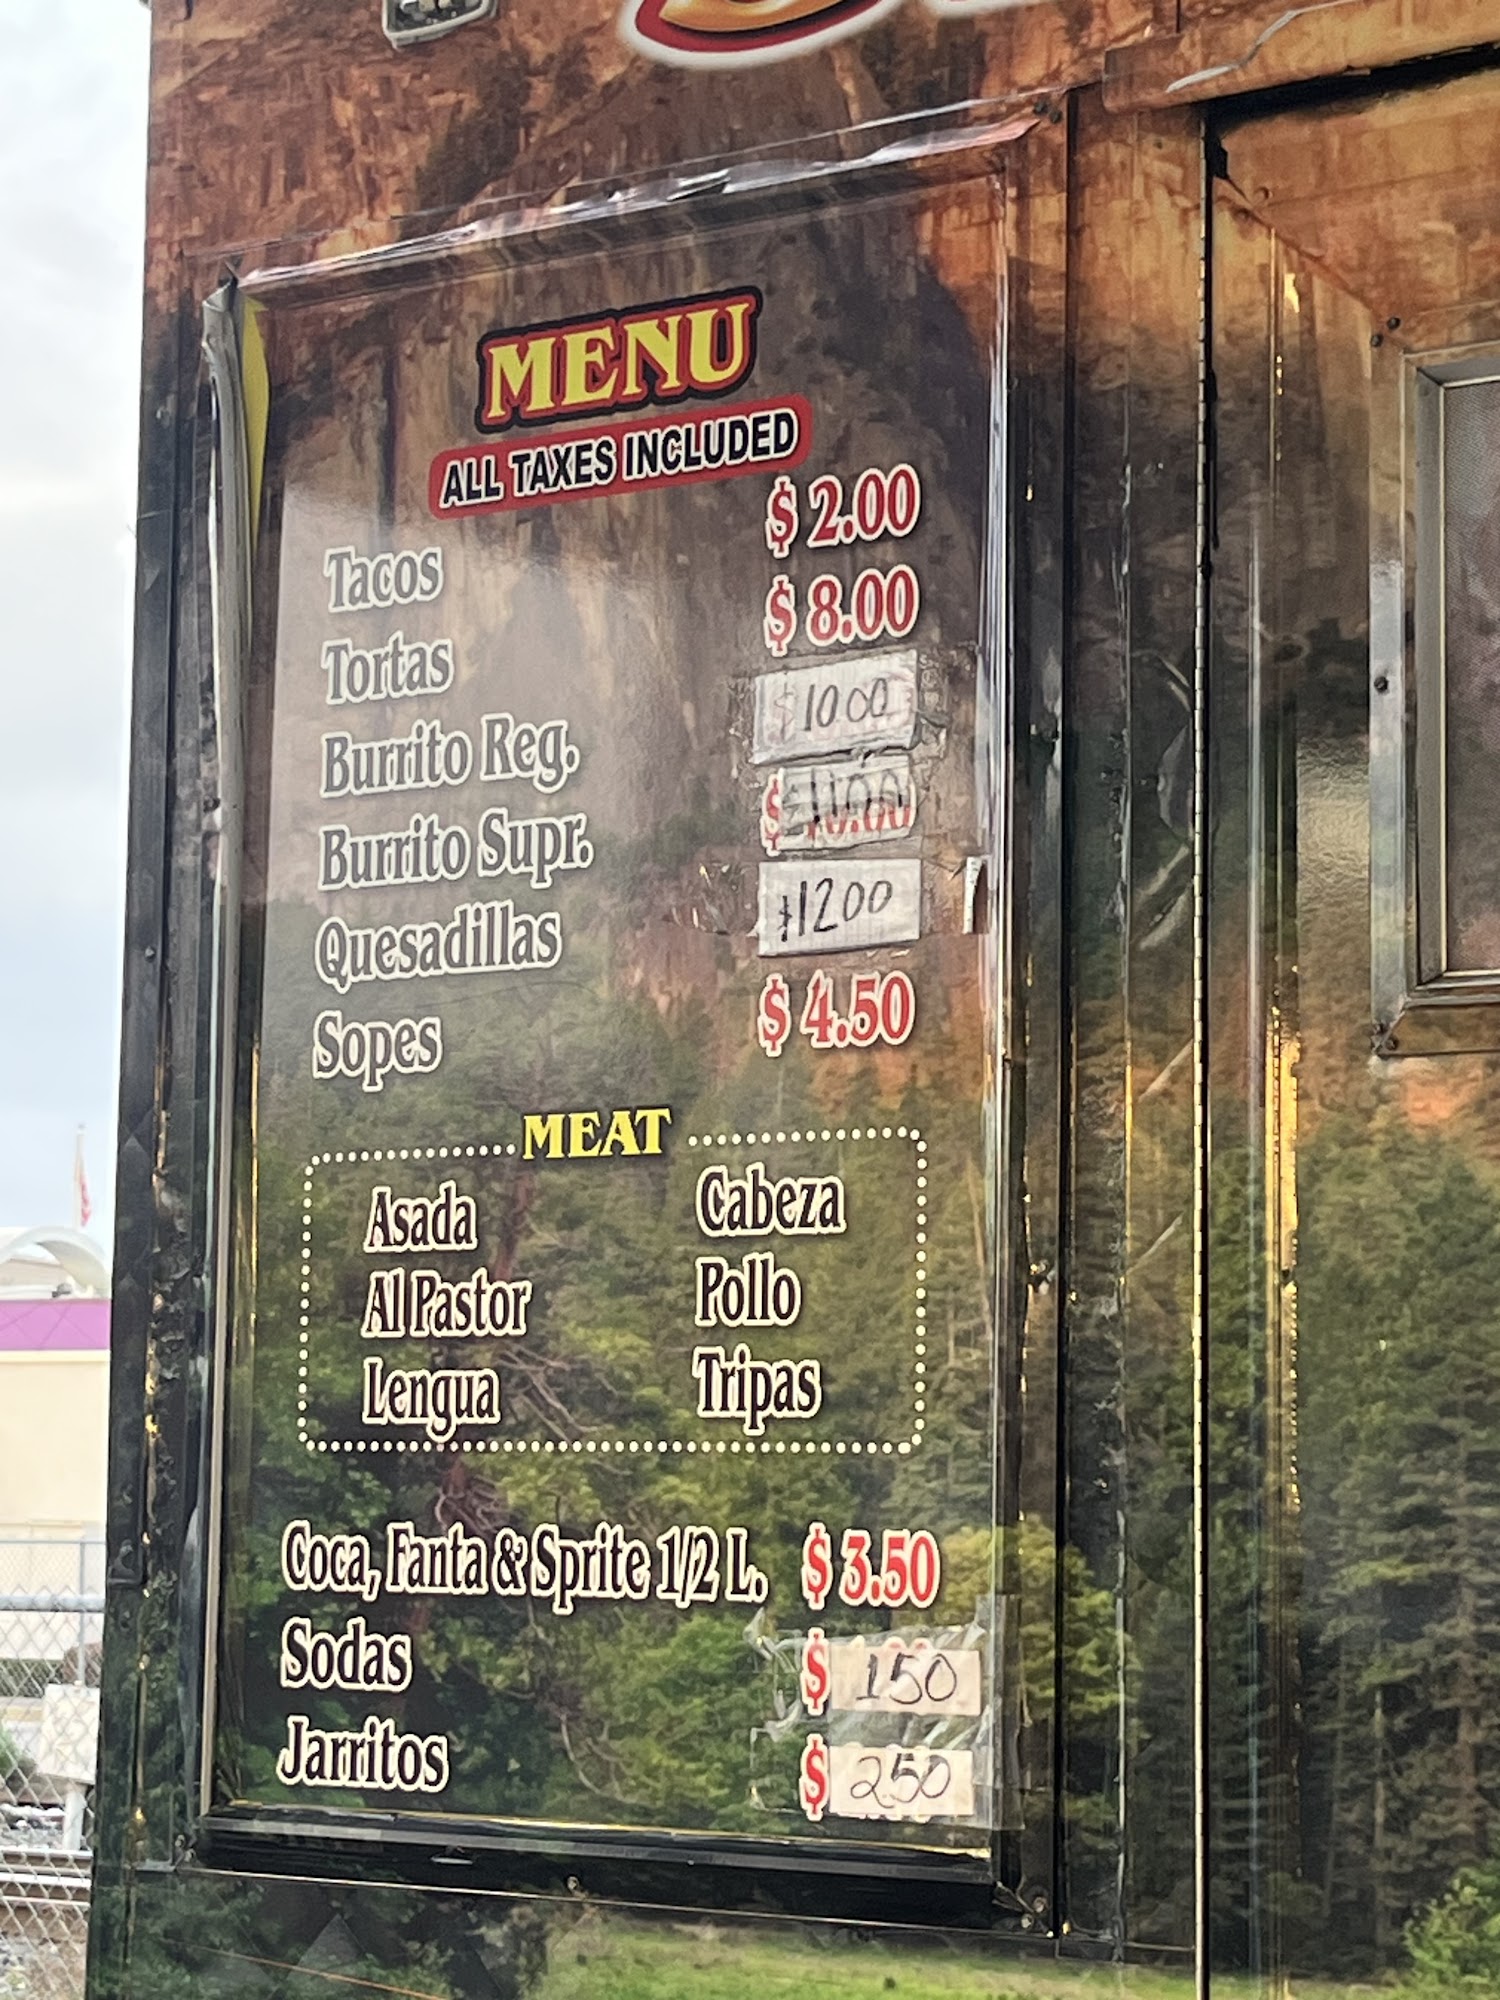 MENU
ALL TAXES INCLUDED
Tacos $ 2.00
Tortas $ 8.00
Burrito Reg. $ 10.00
Burrito Supr. $
Quesadillas $12.00
Sopes $ 4.50
MEAT
Asada Cabeza
Al Pastor Pollo
Lengua Tripas
Coca, Fanta & Sprite 1/2 L. $ 3.50
Sodas $ 150
Jarritos $ 2.50